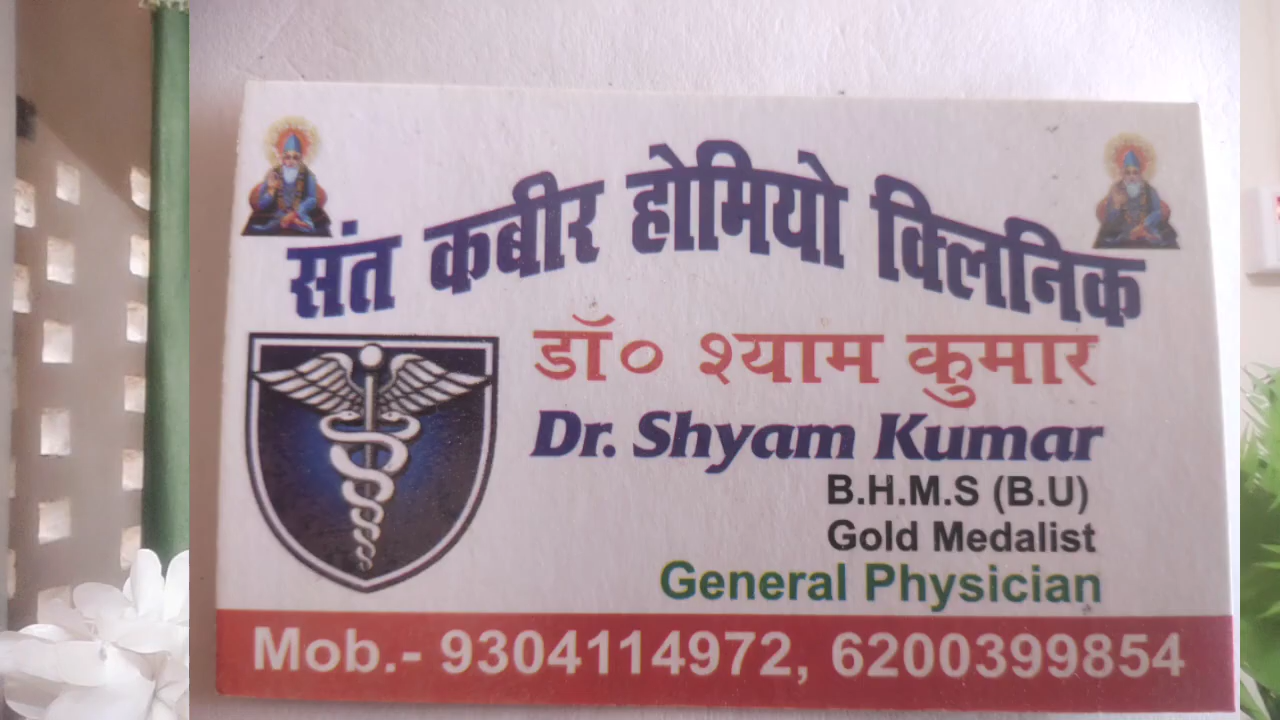 संत कबीर होमियो क्लिनिक
डॉ० श्याम कुमार
Dr. Shyam Kumar
B.H.M.S (B.U)
Gold Medalist
General Physician
Mob.- 9304114972, 6200399854